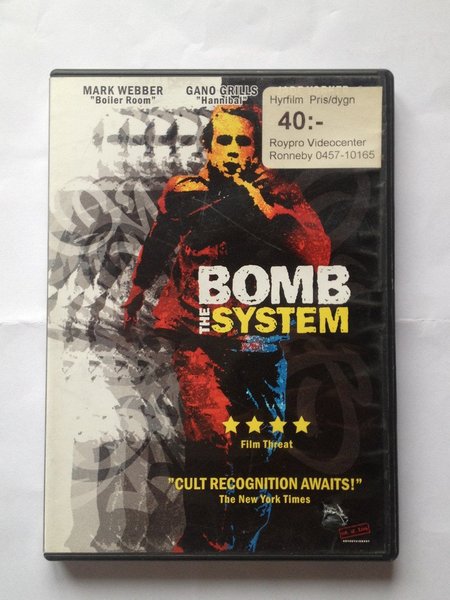 MARK WEBBER
"Boiler Room"
GANO GRILLS
"Hannibal"
Hyrfilm Pris/dygn
40:-
Roypro Videocenter
Ronneby 0457-10165
BOMB
THE SYSTEM
Film Threat
"CULT RECOGNITION AWAITS!"
The New York Times